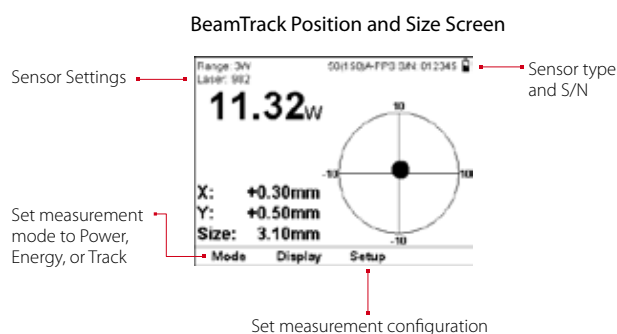 BeamTrack Position and Size Screen
Sensor Settings
Range: 3W
Laser: 982
50(150)A-FPS S/N: 012345
Sensor type
and S/N
11.32W
10
-10
10
-10
X: +0.30mm
Y: +0.50mm
Size: 3.10mm
Set measurement
mode to Power,
Energy, or Track
Mode Display Setup
Set measurement configuration